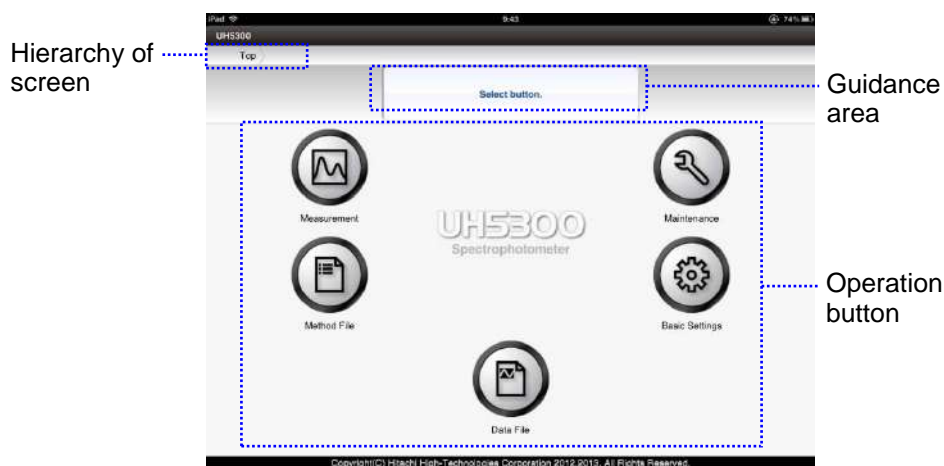 iPad 9:43 74%
UH5300
Hierarchy of
screen
Top
Select button.
Guidance
area
Measurement
Maintenance
UH5300
Spectrophotometer
Method File
Basic Settings
Operation
button
Data File
Copyright(C) Hitachi High-Technologies Corporation 2012,2013. All Rights Reserved.